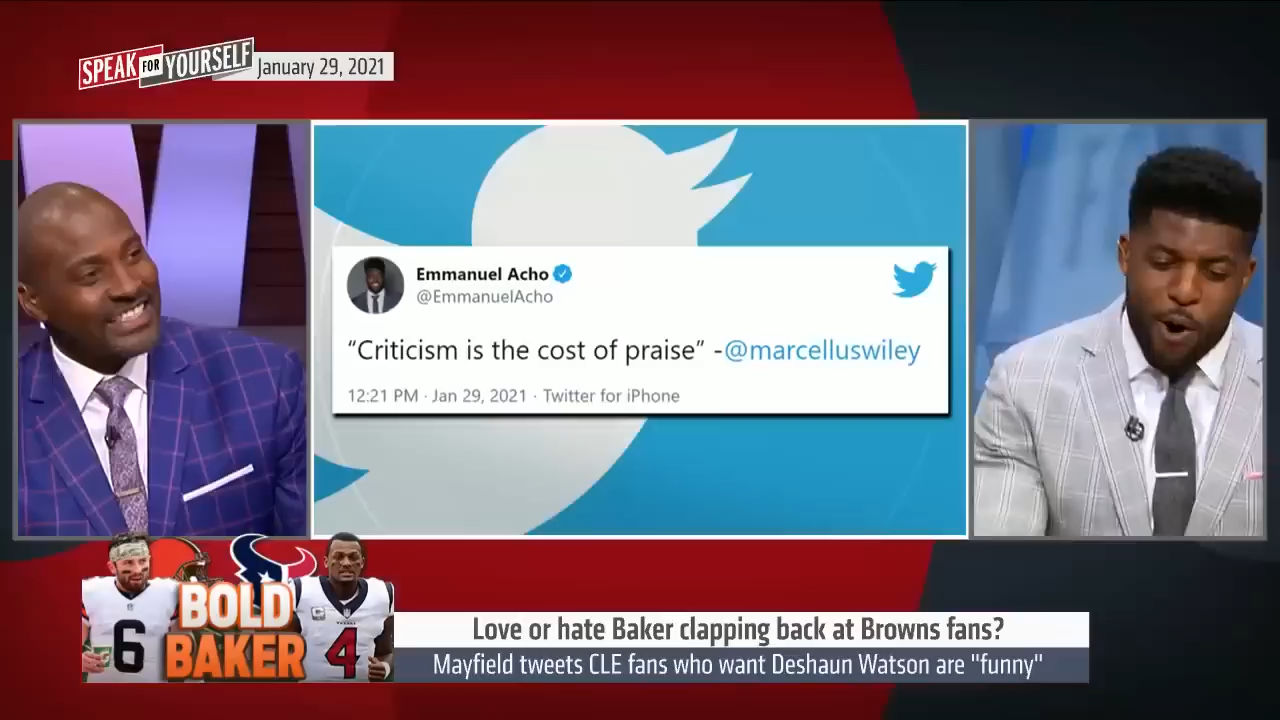 SPEAK FOR YOURSELF
January 29, 2021
Emmanuel Acho
@EmmanuelAcho
“Criticism is the cost of praise” -@marcelluswiley
12:21 PM · Jan 29, 2021 · Twitter for iPhone
6
BOLD
BAKER
4
Love or hate Baker clapping back at Browns fans?
Mayfield tweets CLE fans who want Deshaun Watson are "funny"